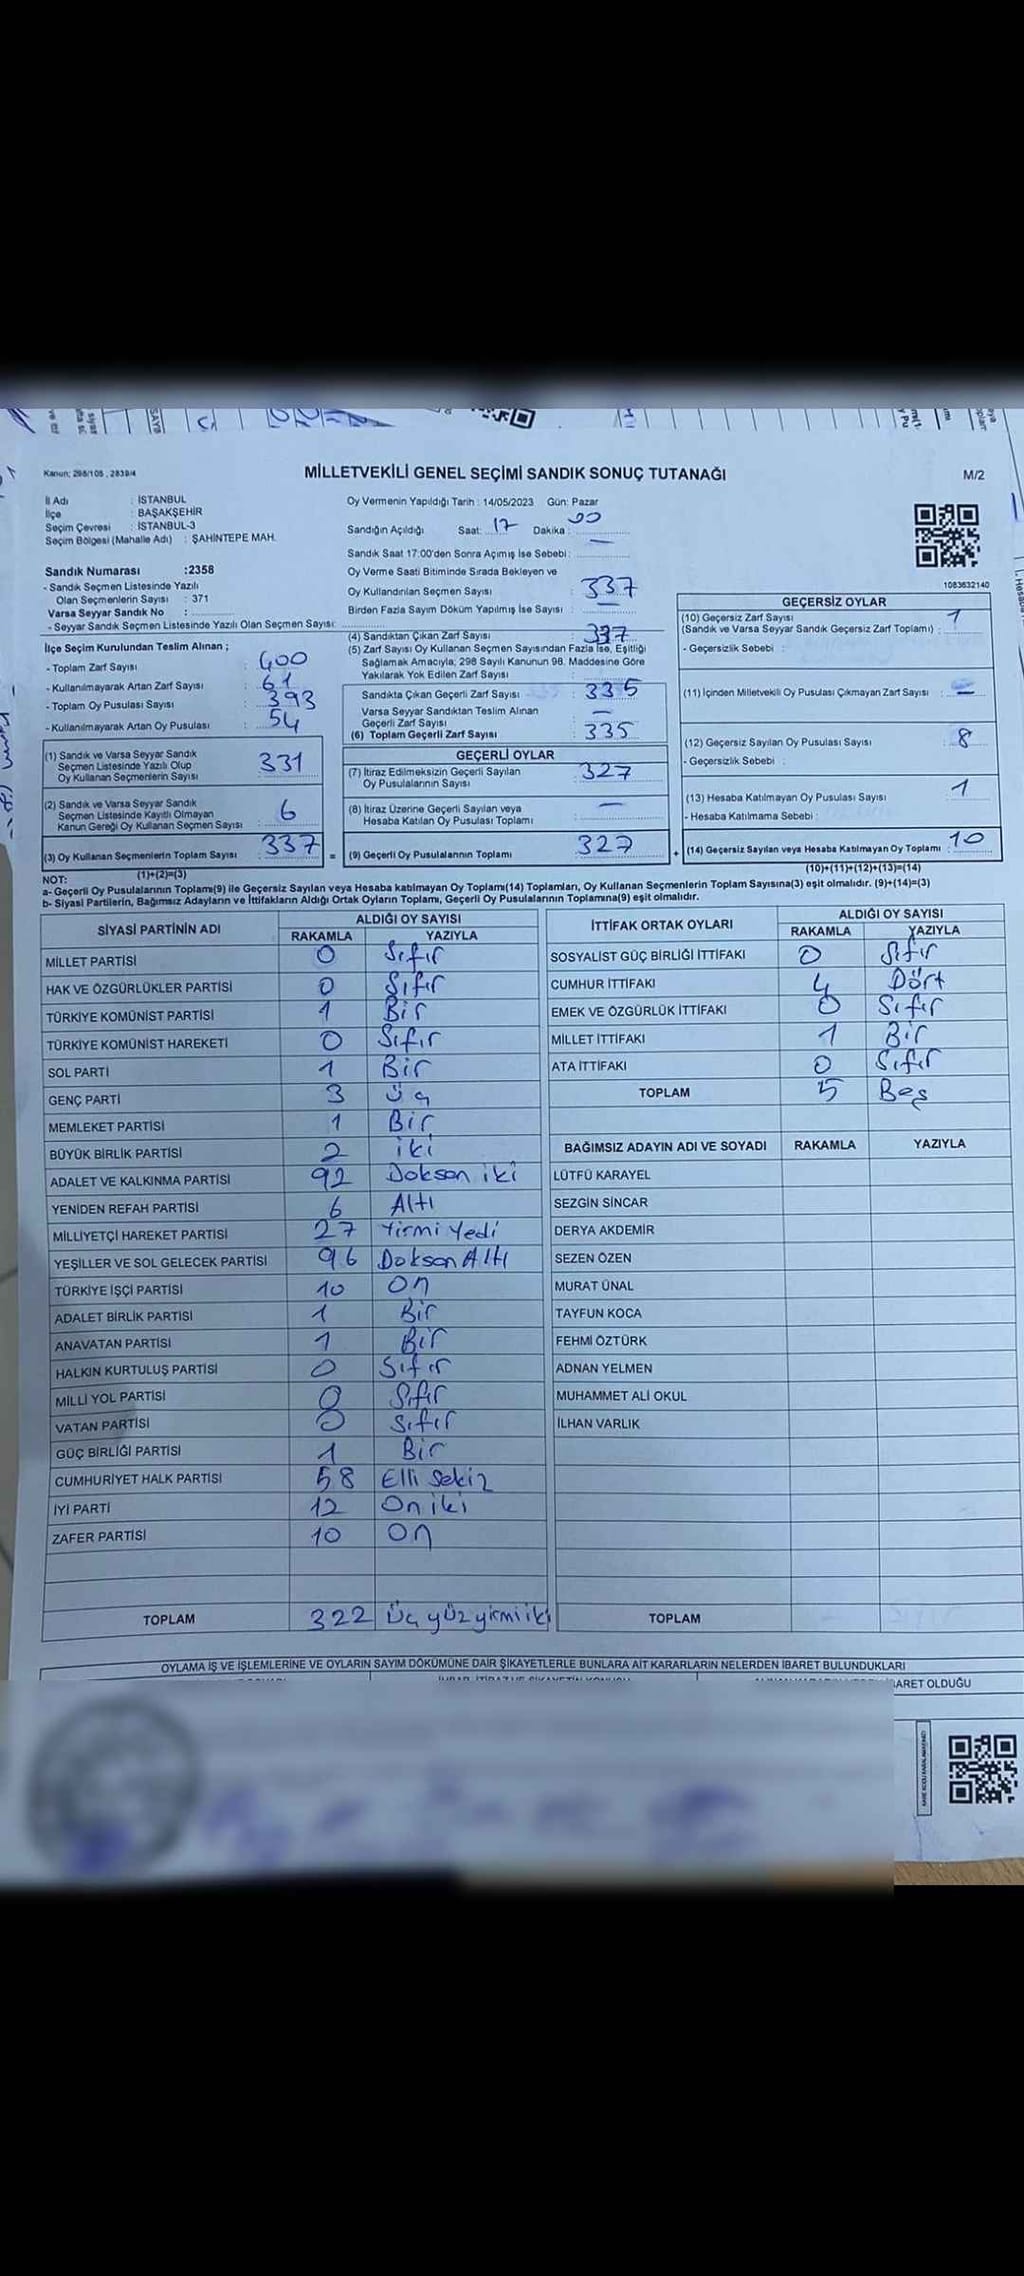 Kanun; 298/105 , 2839/4
MİLLETVEKİLİ GENEL SEÇİMİ SANDIK SONUÇ TUTANAĞI
M/2
İl Adı : İSTANBUL
İlçe : BAŞAKŞEHİR
Seçim Çevresi : İSTANBUL-3
Seçim Bölgesi (Mahalle Adı) : ŞAHİNTEPE MAH.
Sandık Numarası :2358
- Sandık Seçmen Listesinde Yazılı
Olan Seçmenlerin Sayısı : 371
Varsa Seyyar Sandık No :
- Seyyar Sandık Seçmen Listesinde Yazılı Olan Seçmen Sayısı:
Oy Vermenin Yapıldığı Tarih : 14/05/2023 Gün: Pazar
Sandığın Açıldığı Saat: 17 Dakika : 00
Sandık Saat 17:00'den Sonra Açımış İse Sebebi : —
Oy Verme Saati Bitiminde Sırada Bekleyen ve
Oy Kullandırılan Seçmen Sayısı : 337
Birden Fazla Sayım Döküm Yapılmış İse Sayısı : —
1083632140
İlçe Seçim Kurulundan Teslim Alınan ;
- Toplam Zarf Sayısı : 400
- Kullanılmayarak Artan Zarf Sayısı : 61
- Toplam Oy Pusulası Sayısı : 393
- Kullanılmayarak Artan Oy Pusulası : 54
(1) Sandık ve Varsa Seyyar Sandık
Seçmen Listesinde Yazılı Olup
Oy Kullanan Seçmenlerin Sayısı : 331
(2) Sandık ve Varsa Seyyar Sandık
Seçmen Listesinde Kayıtlı Olmayan
Kanun Gereği Oy Kullanan Seçmen Sayısı : 6
(3) Oy Kullanan Seçmenlerin Toplam Sayısı : 337
(1)+(2)=(3)
(4) Sandıktan Çıkan Zarf Sayısı : 337
(5) Zarf Sayısı Oy Kullanan Seçmen Sayısından Fazla İse, Eşitliği
Sağlamak Amacıyla; 298 Sayılı Kanunun 98. Maddesine Göre
Yakılarak Yok Edilen Zarf Sayısı :
Sandıkta Çıkan Geçerli Zarf Sayısı : 335
Varsa Seyyar Sandıktan Teslim Alınan
Geçerli Zarf Sayısı : —
(6) Toplam Geçerli Zarf Sayısı : 335
GEÇERLİ OYLAR
(7) İtiraz Edilmeksizin Geçerli Sayılan
Oy Pusulalarının Sayısı : 327
(8) İtiraz Üzerine Geçerli Sayılan veya
Hesaba Katılan Oy Pusulası Toplamı : —
= (9) Geçerli Oy Pusulalarının Toplamı : 327
GEÇERSİZ OYLAR
(10) Geçersiz Zarf Sayısı
(Sandık ve Varsa Seyyar Sandık Geçersiz Zarf Toplamı) : 1
- Geçersizlik Sebebi :
(11) İçinden Milletvekili Oy Pusulası Çıkmayan Zarf Sayısı : —
(12) Geçersiz Sayılan Oy Pusulası Sayısı : 8
- Geçersizlik Sebebi :
(13) Hesaba Katılmayan Oy Pusulası Sayısı : 1
- Hesaba Katılmama Sebebi :
+ (14) Geçersiz Sayılan veya Hesaba Katılmayan Oy Toplamı : 10
(10)+(11)+(12)+(13)=(14)
NOT:
a- Geçerli Oy Pusulalarının Toplamı(9) ile Geçersiz Sayılan veya Hesaba katılmayan Oy Toplamı(14) Toplamları, Oy Kullanan Seçmenlerin Toplam Sayısına(3) eşit olmalıdır. (9)+(14)=(3)
b- Siyasi Partilerin, Bağımsız Adayların ve İttifakların Aldığı Ortak Oyların Toplamı, Geçerli Oy Pusulalarının Toplamına(9) eşit olmalıdır.
SİYASİ PARTİNİN ADI ALDIĞI OY SAYISI
RAKAMLA YAZIYLA
MİLLET PARTİSİ 0 Sıfır
HAK VE ÖZGÜRLÜKLER PARTİSİ 0 Sıfır
TÜRKİYE KOMÜNİST PARTİSİ 1 Bir
TÜRKİYE KOMÜNİST HAREKETİ 0 Sıfır
SOL PARTİ 1 Bir
GENÇ PARTİ 3 üç
MEMLEKET PARTİSİ 1 Bir
BÜYÜK BİRLİK PARTİSİ 2 iki
ADALET VE KALKINMA PARTİSİ 92 Doksan iki
YENİDEN REFAH PARTİSİ 6 Altı
MİLLİYETÇİ HAREKET PARTİSİ 27 Yirmi Yedi
YEŞİLLER VE SOL GELECEK PARTİSİ 96 Doksan Altı
TÜRKİYE İŞÇİ PARTİSİ 10 On
ADALET BİRLİK PARTİSİ 1 Bir
ANAVATAN PARTİSİ 1 Bir
HALKIN KURTULUŞ PARTİSİ 0 Sıfır
MİLLİ YOL PARTİSİ 0 Sıfır
VATAN PARTİSİ 0 Sıfır
GÜÇ BİRLİĞİ PARTİSİ 1 Bir
CUMHURİYET HALK PARTİSİ 58 Elli Sekiz
İYİ PARTİ 12 On iki
ZAFER PARTİSİ 10 On
TOPLAM 322 Üç yüz yirmi iki
İTTİFAK ORTAK OYLARI ALDIĞI OY SAYISI
RAKAMLA YAZIYLA
SOSYALİST GÜÇ BİRLİĞİ İTTİFAKI 0 Sıfır
CUMHUR İTTİFAKI 4 Dört
EMEK VE ÖZGÜRLÜK İTTİFAKI 0 Sıfır
MİLLET İTTİFAKI 1 Bir
ATA İTTİFAKI 0 Sıfır
TOPLAM 5 Beş
BAĞIMSIZ ADAYIN ADI VE SOYADI RAKAMLA YAZIYLA
LÜTFÜ KARAYEL
SEZGİN SİNCAR
DERYA AKDEMİR
SEZEN ÖZEN
MURAT ÜNAL
TAYFUN KOCA
FEHMİ ÖZTÜRK
ADNAN YELMEN
MUHAMMET ALİ OKUL
İLHAN VARLIK
TOPLAM
OYLAMA İŞ VE İŞLEMLERİNE VE OYLARIN SAYIM DÖKÜMÜNE DAİR ŞİKAYETLERLE BUNLARA AİT KARARLARIN NELERDEN İBARET BULUNDUKLARI
BARET OLDUĞU